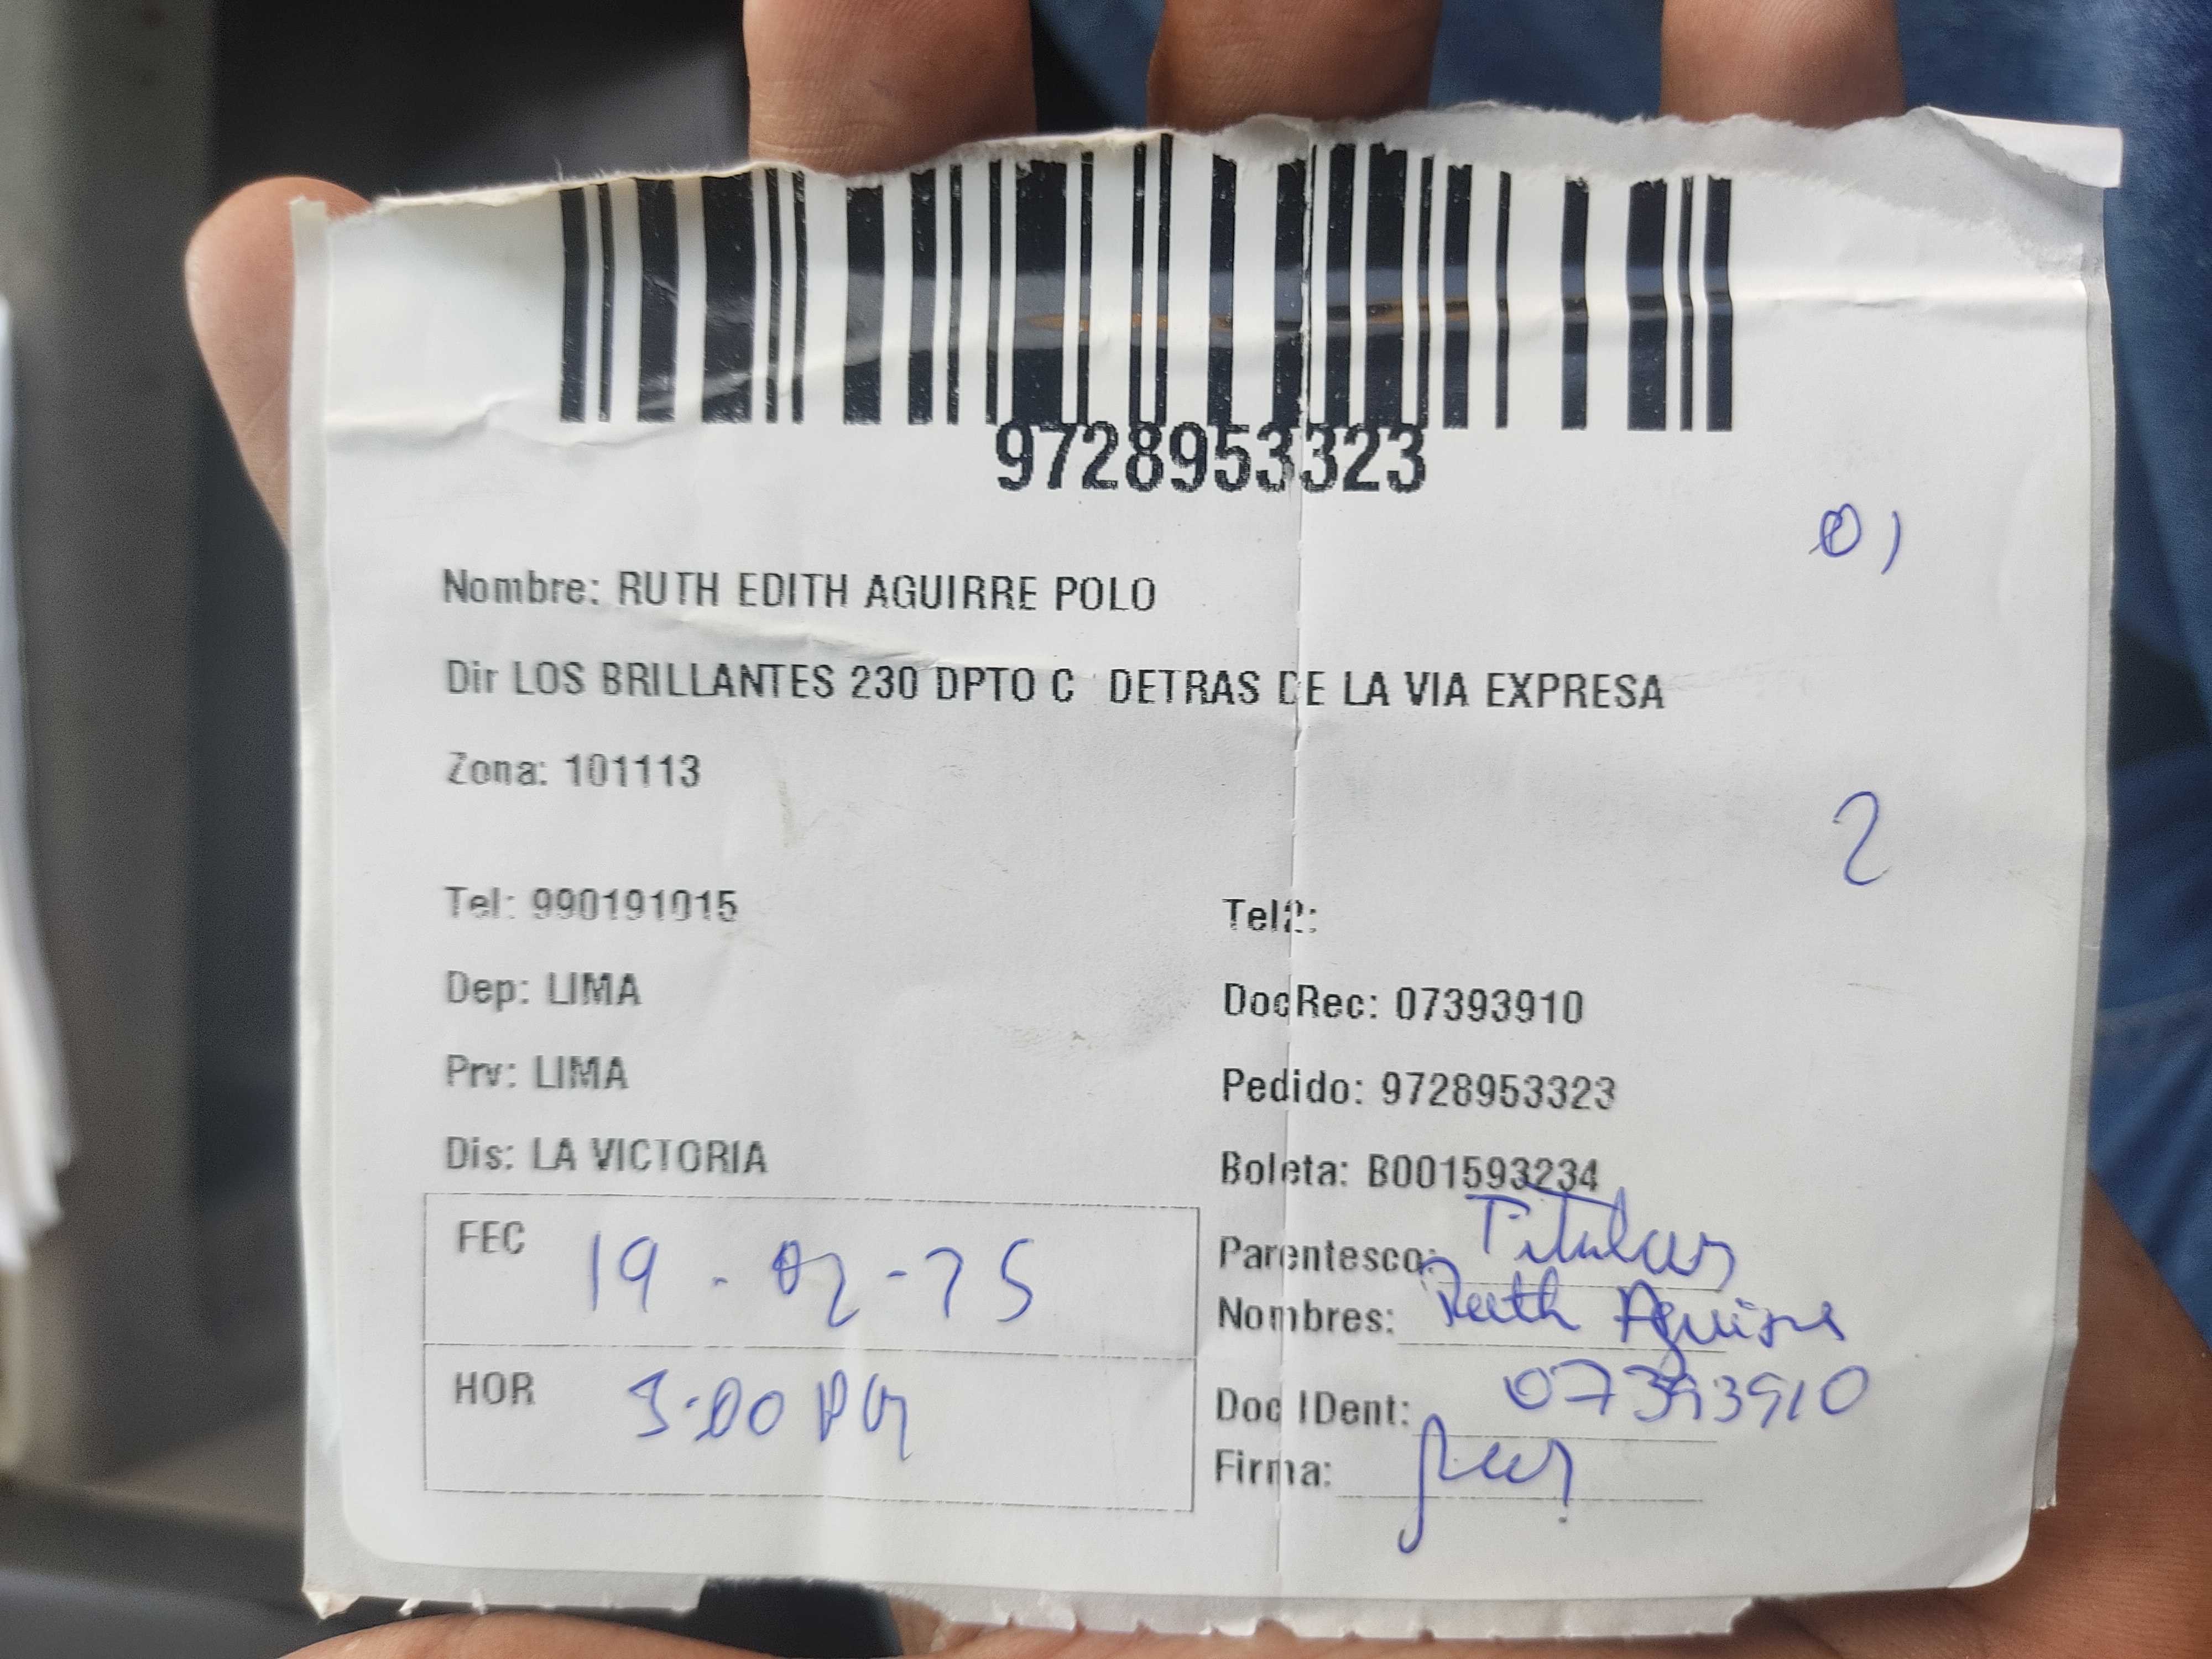 9728953323
01
Nombre: RUTH EDITH AGUIRRE POLO
Dir LOS BRILLANTES 230 DPTO C DETRAS DE LA VIA EXPRESA
Zona: 101113
2
Tel: 990191015 Tel2:
Dep: LIMA DocRec: 07393910
Prv: LIMA Pedido: 9728953323
Dis: LA VICTORIA Boleta: B001593234
FEC 19-02-25 Parentesco: Titular
Nombres: Ruth Aguirre
HOR 3:00 PM Doc IDent: 07393910
Firma: